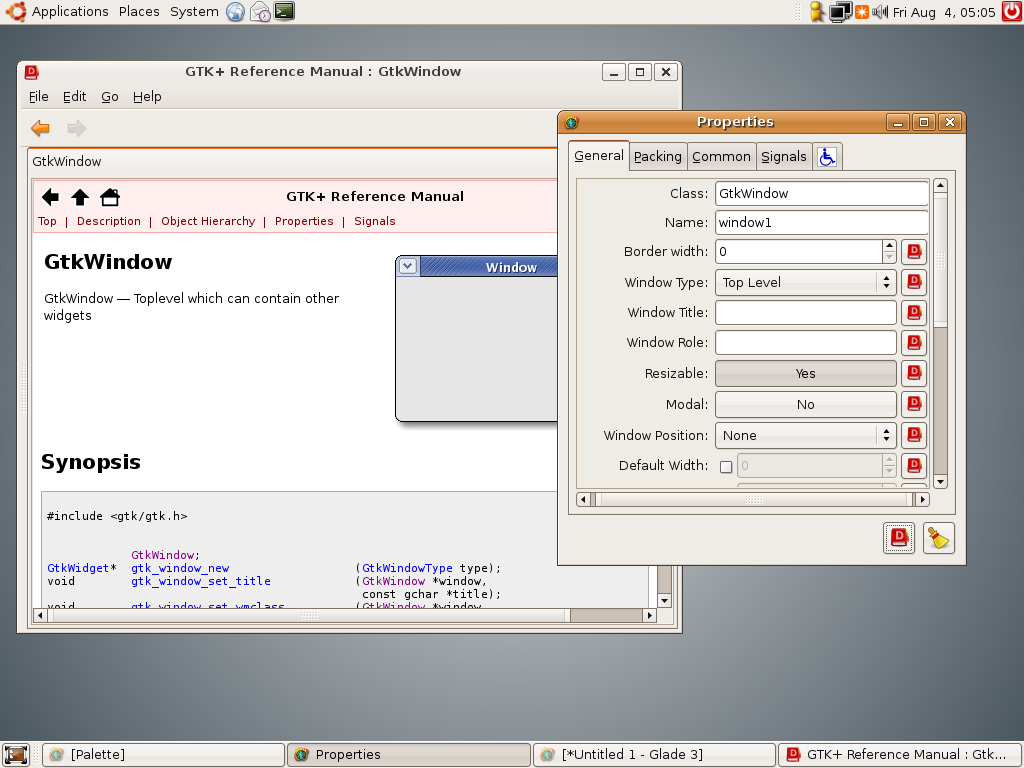 Applications Places System Fri Aug 4, 05:05
GTK+ Reference Manual : GtkWindow
File Edit Go Help
GtkWindow
GTK+ Reference Manual
Top | Description | Object Hierarchy | Properties | Signals
GtkWindow
Window
GtkWindow — Toplevel which can contain other
widgets
Synopsis
#include <gtk/gtk.h>
GtkWindow;
GtkWidget* gtk_window_new (GtkWindowType type);
void gtk_window_set_title (GtkWindow *window,
const gchar *title);
void gtk_window_set_wmclass (GtkWindow *window,
Properties
General Packing Common Signals
Class: GtkWindow
Name: window1
Border width: 0
Window Type: Top Level
Window Title:
Window Role:
Resizable: Yes
Modal: No
Window Position: None
Default Width: 0
[Palette] Properties [*Untitled 1 - Glade 3] GTK+ Reference Manual : Gtk...